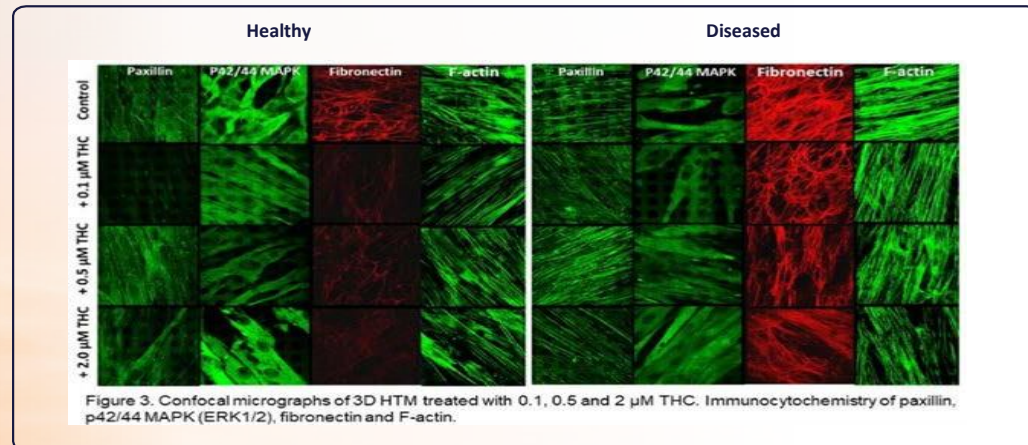 Healthy Diseased
Paxillin P42/44 MAPK Fibronectin F-actin Paxillin P42/44 MAPK Fibronectin F-actin
Control
+ 0.1 µM THC
+ 0.5 µM THC
+ 2.0 µM THC
Figure 3. Confocal micrographs of 3D HTM treated with 0.1, 0.5 and 2 µM THC. Immunocytochemistry of paxillin,
p42/44 MAPK (ERK1/2), fibronectin and F-actin.